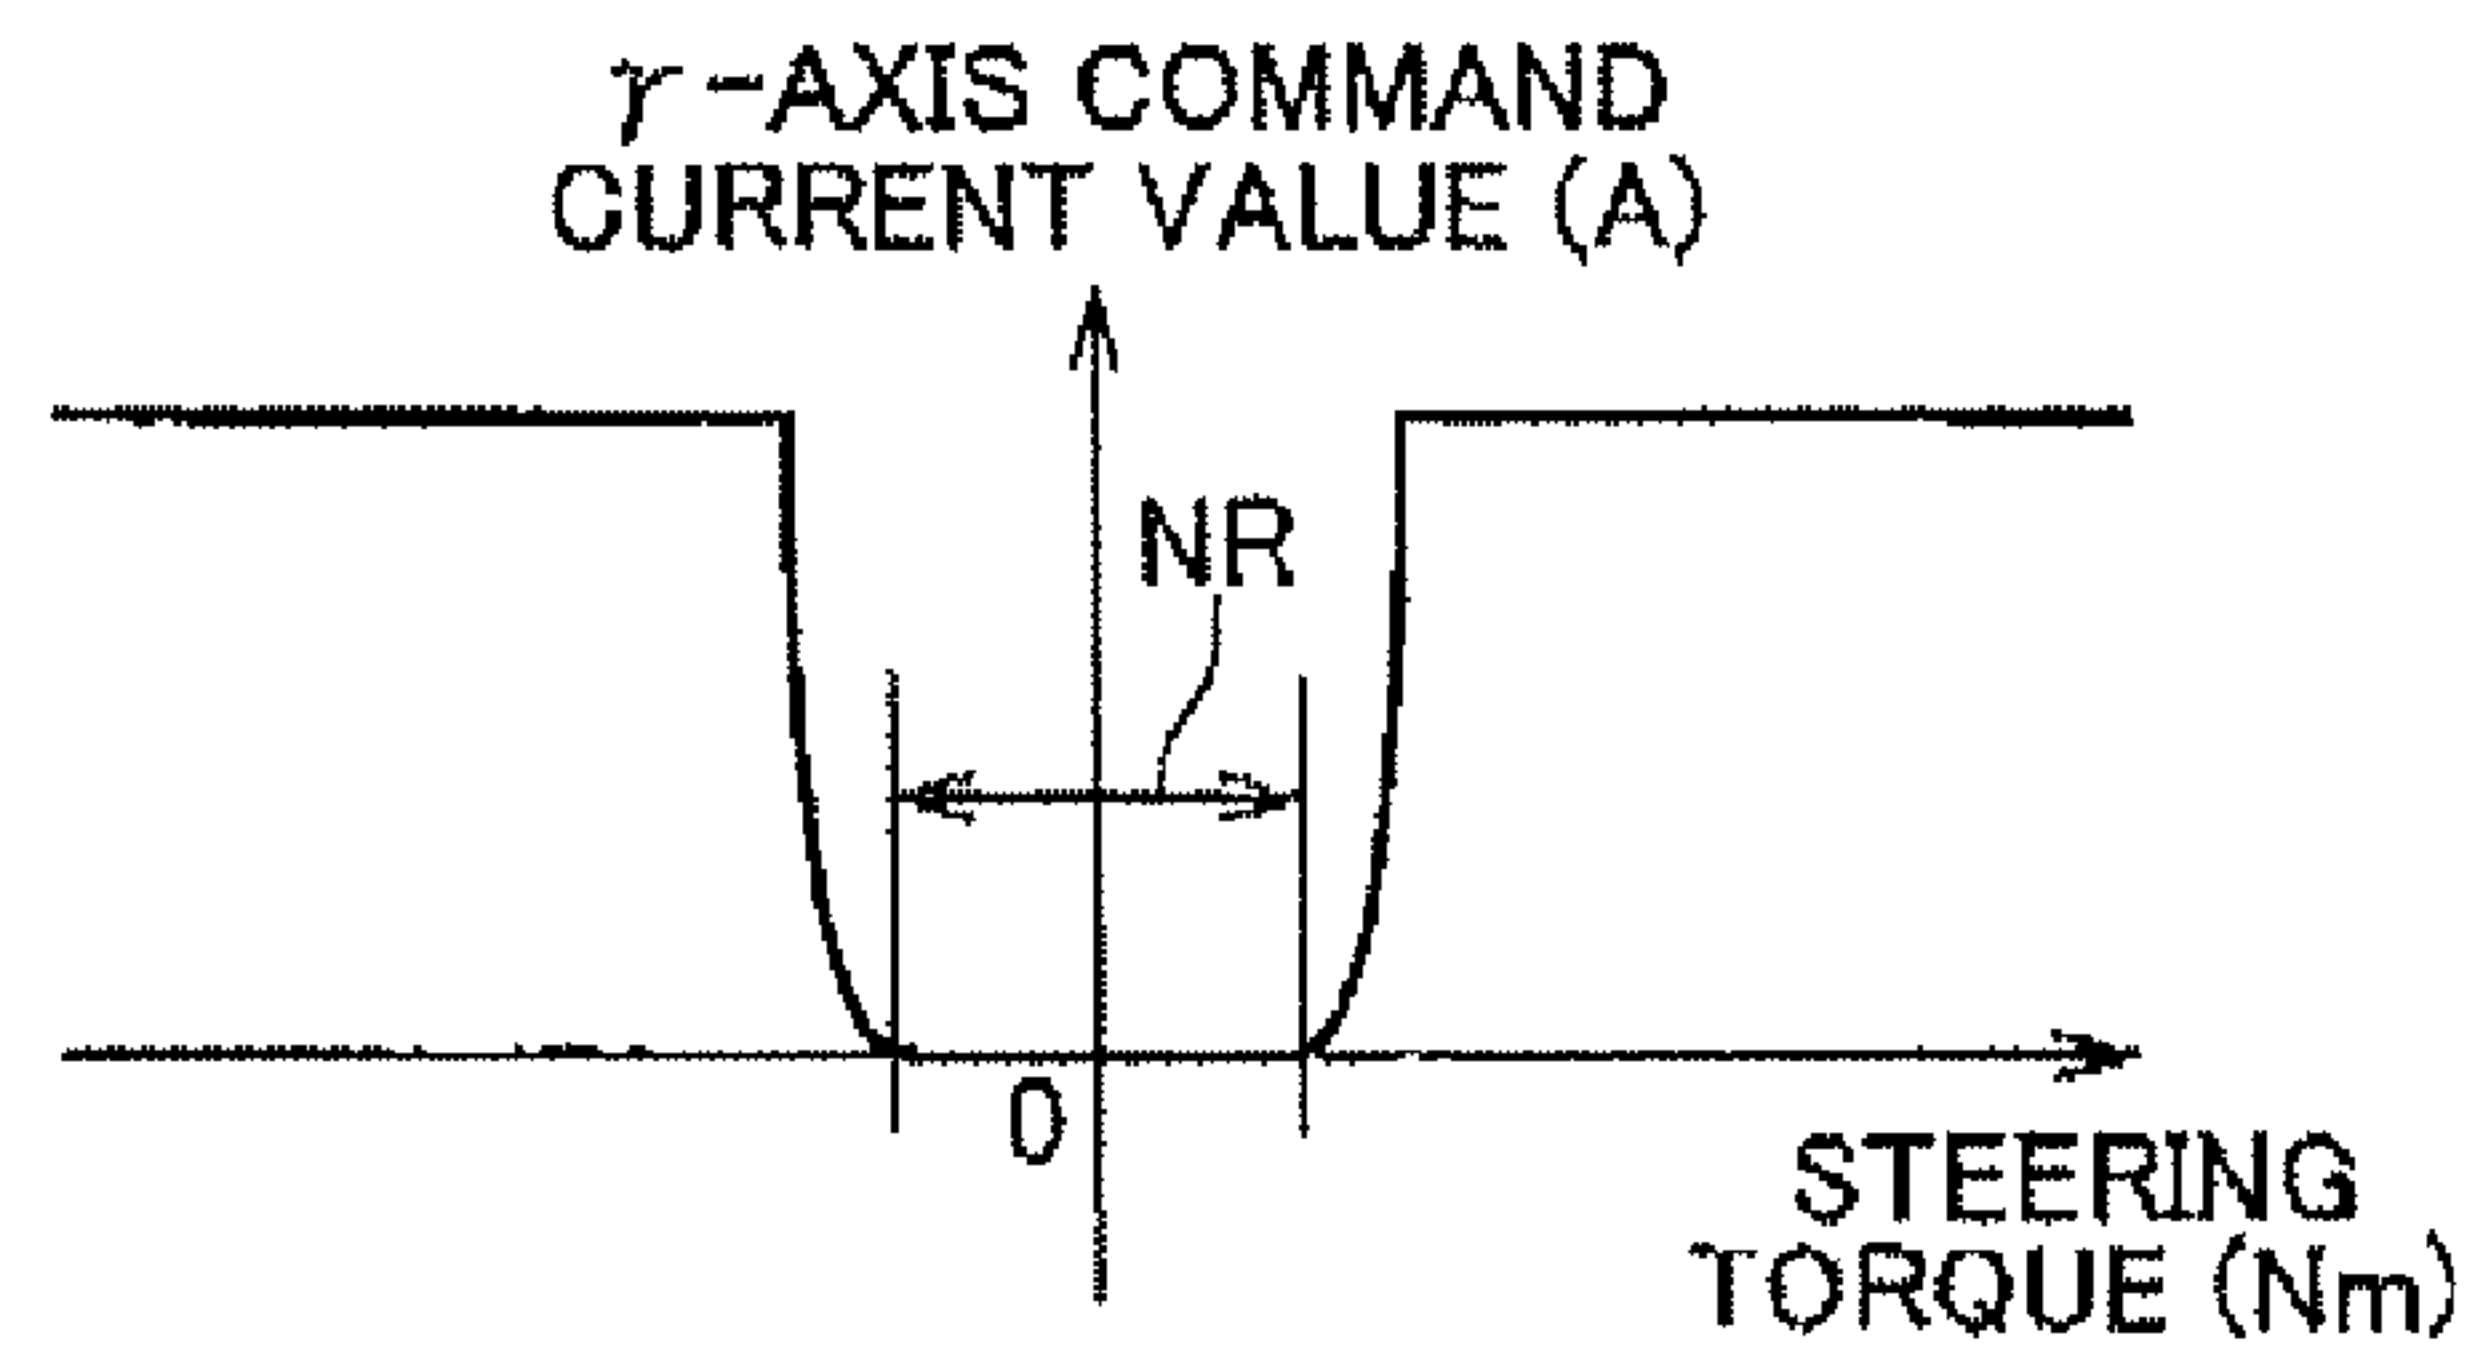 γ-AXIS COMMAND
CURRENT VALUE (A)
NR
0
STEERING
TORQUE (Nm)